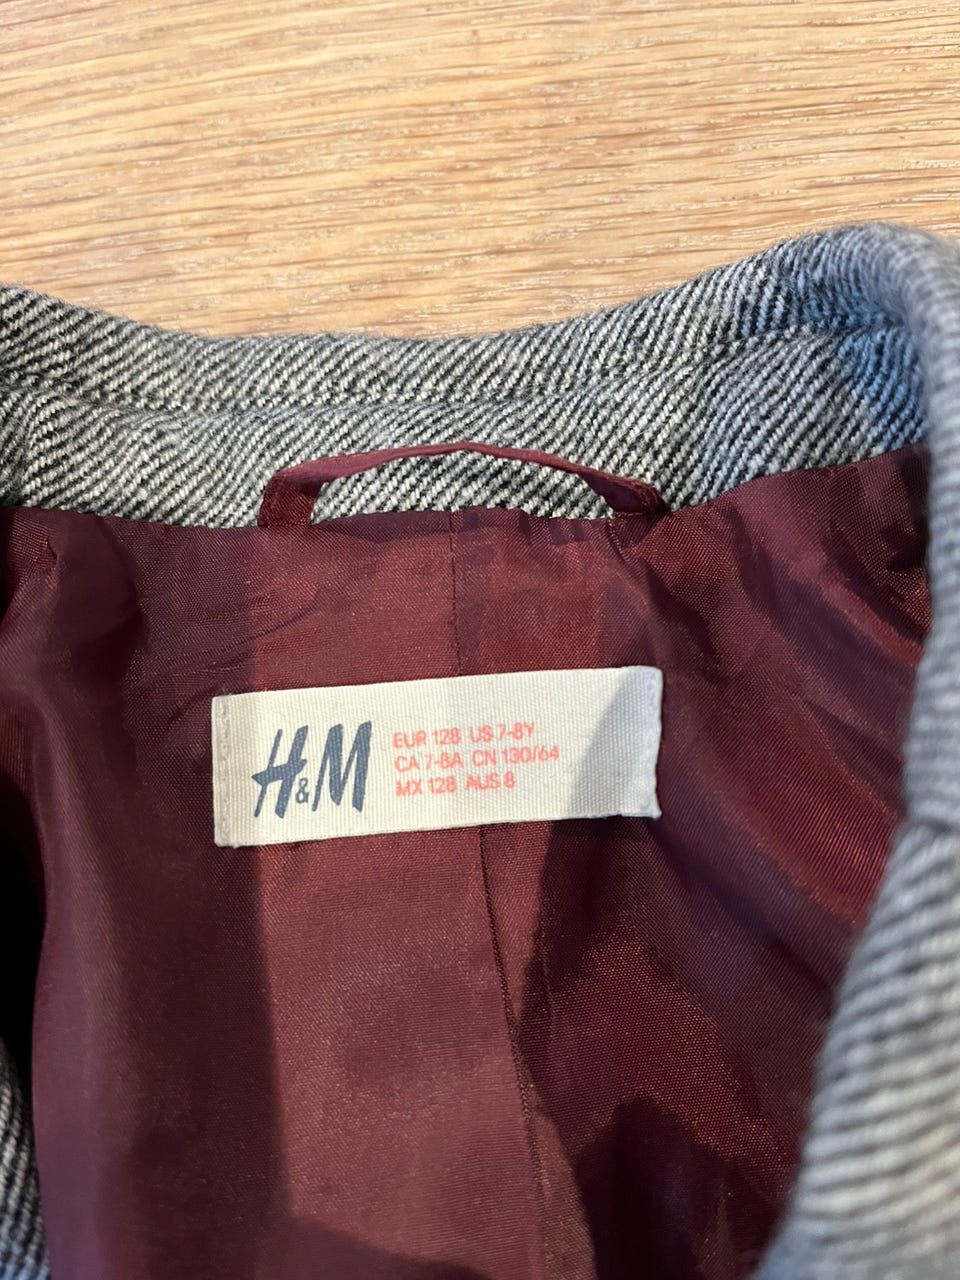 H&M
EUR 128 US 7-8Y
CA 7-8A CN 130/64
MX 128 AUS 8